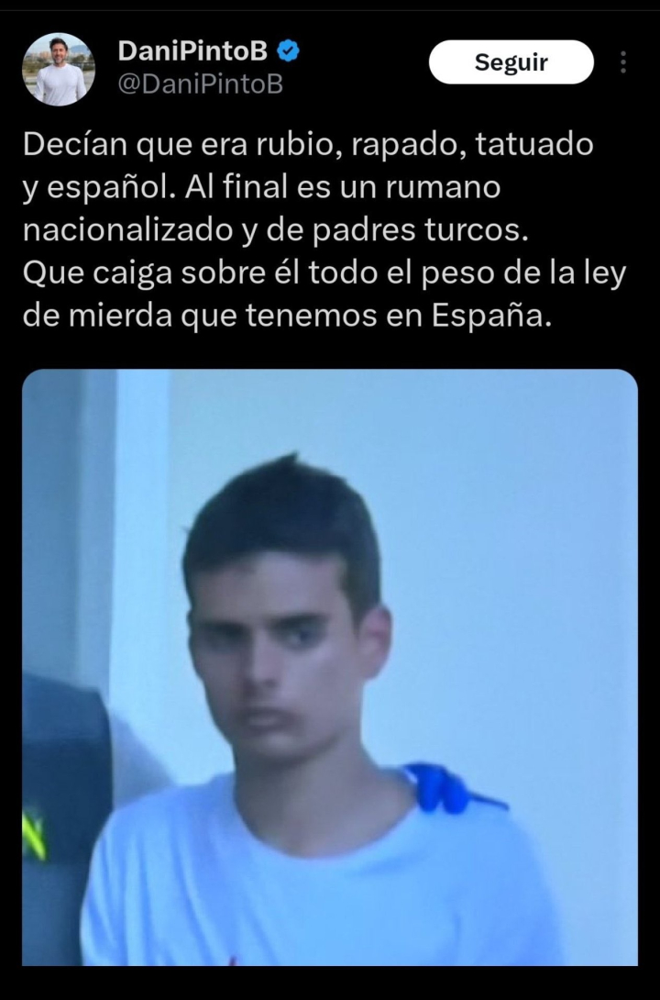 DaniPintoB
@DaniPintoB
Seguir
Decían que era rubio, rapado, tatuado
y español. Al final es un rumano
nacionalizado y de padres turcos.
Que caiga sobre él todo el peso de la ley
de mierda que tenemos en España.
N